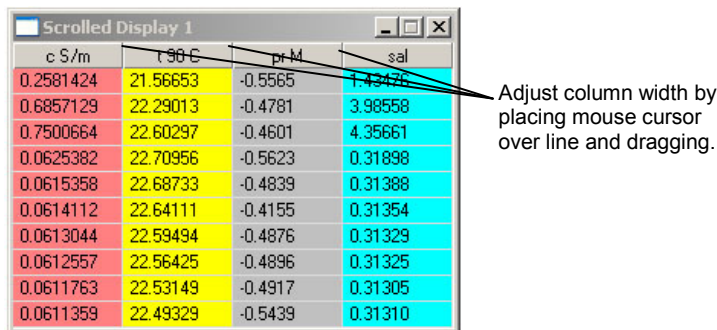 Scrolled Display 1
c S/m t 90 C pr M sal
0.2581424 21.56653 -0.5565 1.43476
0.6857129 22.29013 -0.4781 3.98558
0.7500664 22.60297 -0.4601 4.35661
0.0625382 22.70956 -0.5623 0.31898
0.0615358 22.68733 -0.4839 0.31388
0.0614112 22.64111 -0.4155 0.31354
0.0613044 22.59494 -0.4876 0.31329
0.0612557 22.56425 -0.4896 0.31325
0.0611763 22.53149 -0.4917 0.31305
0.0611359 22.49329 -0.5439 0.31310
Adjust column width by
placing mouse cursor
over line and dragging.